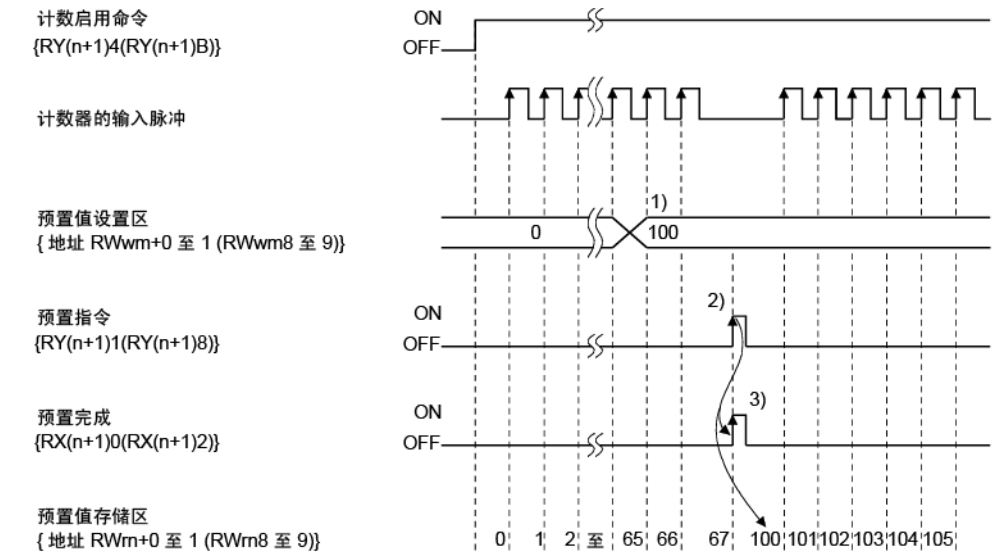 计数启用命令
ON
{RY(n+1)4(RY(n+1)B)}
OFF
计数器的输入脉冲
1)
预置值设置区
0
100
{ 地址 RWwm+0 至 1 (RWwm8 至 9)}
2)
预置指令
ON
{RY(n+1)1(RY(n+1)8)}
OFF
3)
预置完成
ON
{RX(n+1)0(RX(n+1)2)}
OFF
预置值存储区
{ 地址 RWrn+0 至 1 (RWrn8 至 9)}
0 1 2 至 65 66 67 100 101 102 103 104 105